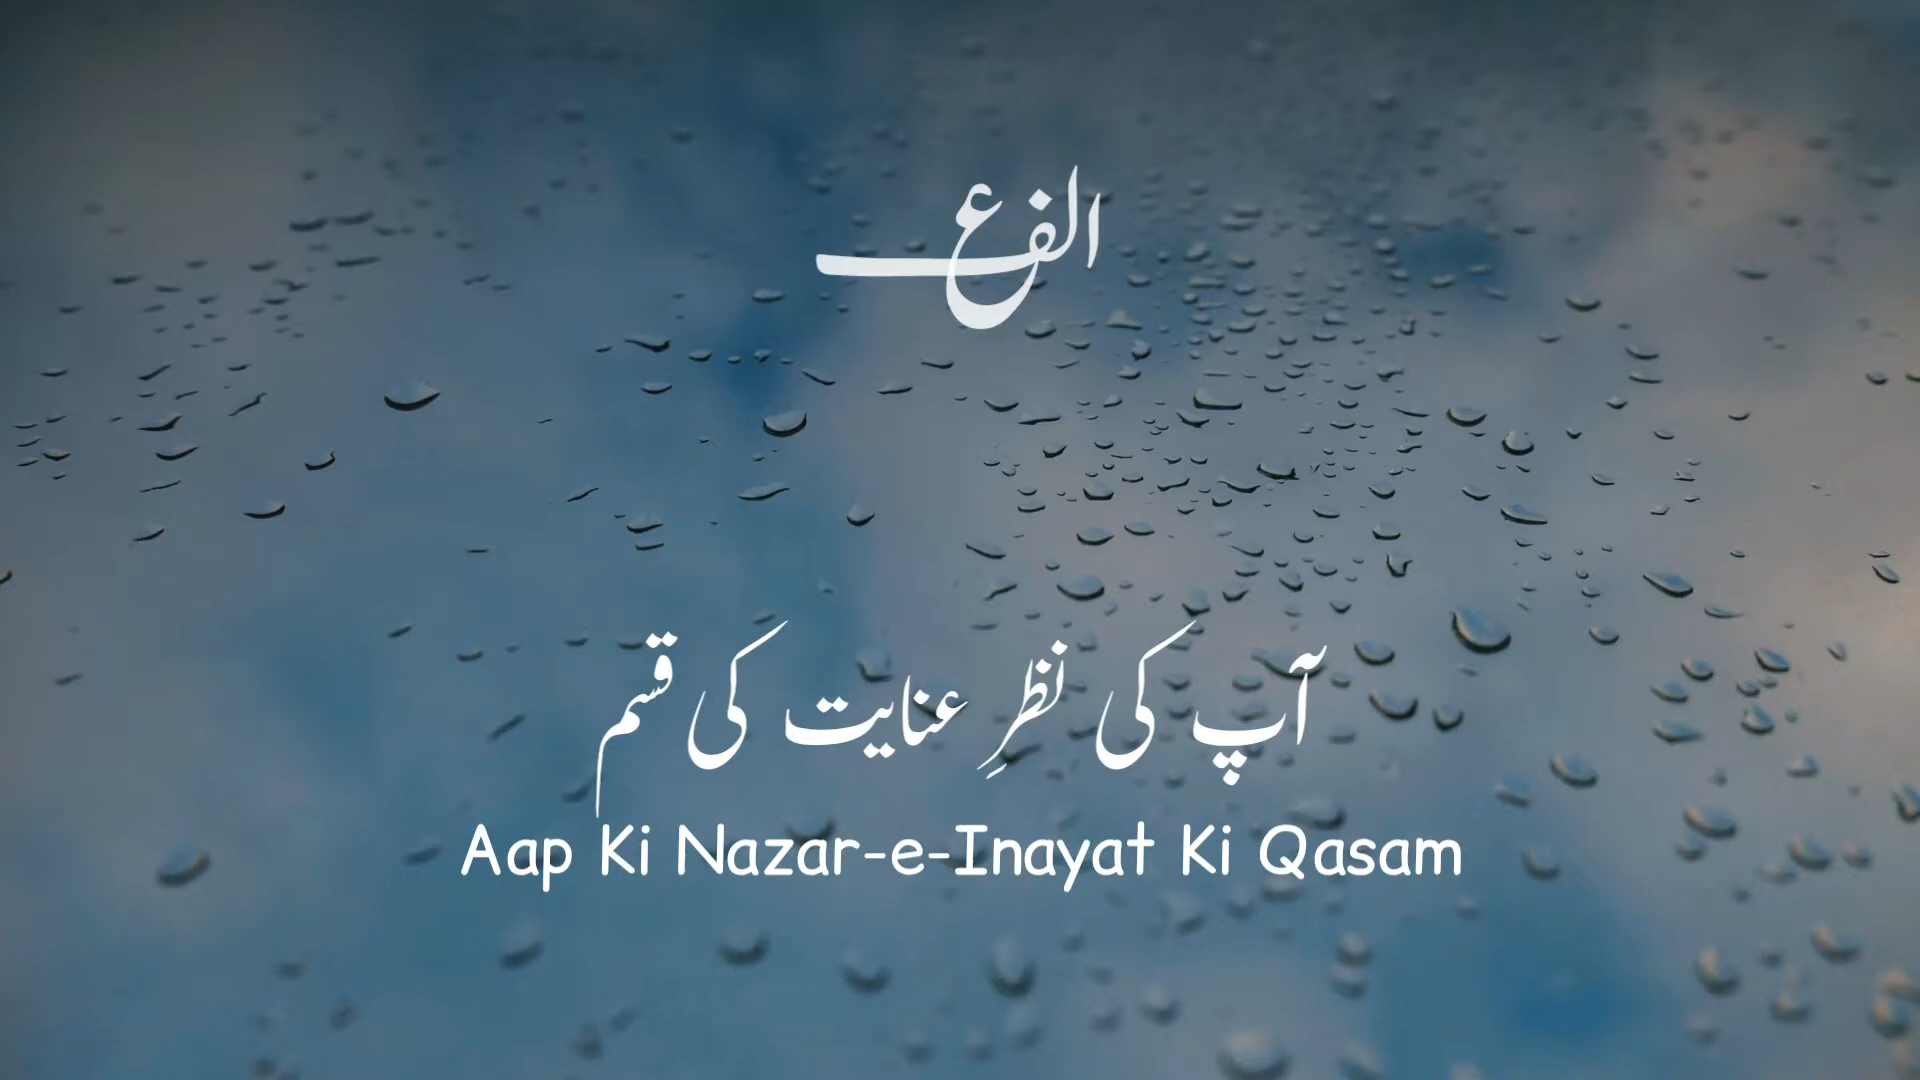 الف ع
آپ کی نظرِ عنایت کی قسم
Aap Ki Nazar-e-Inayat Ki Qasam